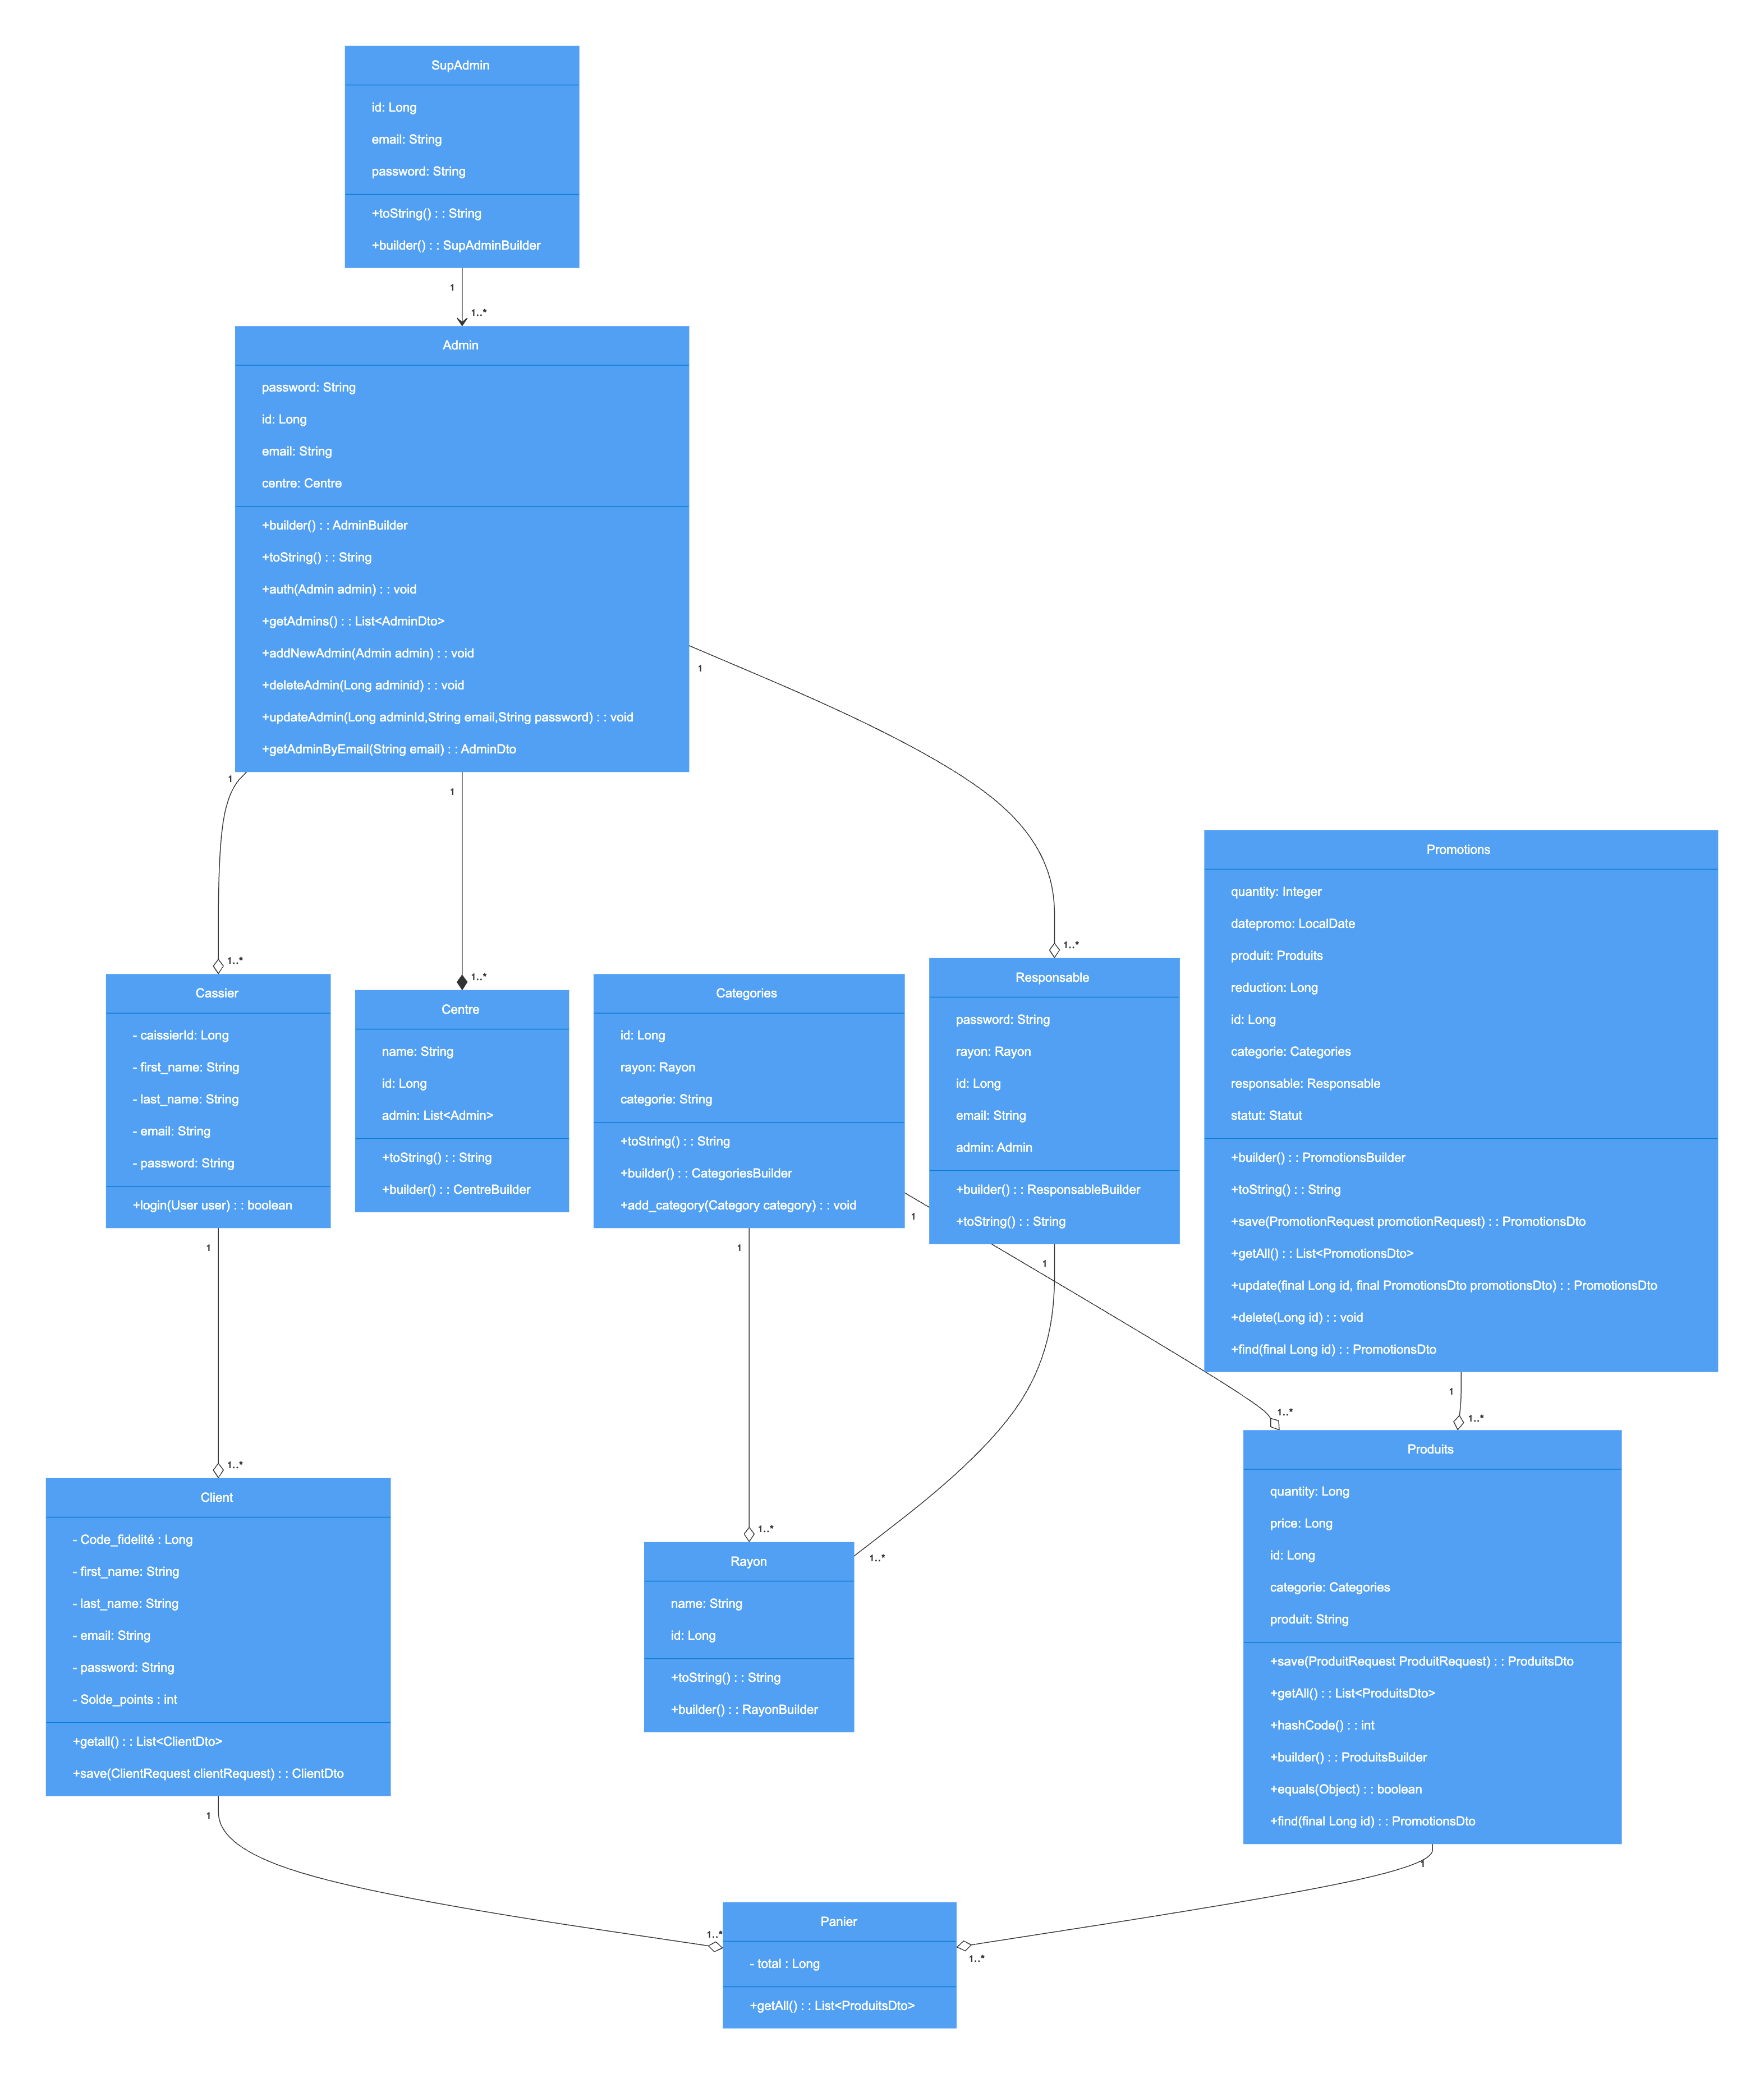 SupAdmin
id: Long
email: String
password: String
+toString() : : String
+builder() : : SupAdminBuilder
1
1..*
Admin
password: String
id: Long
email: String
centre: Centre
+builder() : : AdminBuilder
+toString() : : String
+auth(Admin admin) : : void
+getAdmins() : : List<AdminDto>
+addNewAdmin(Admin admin) : : void
+deleteAdmin(Long adminid) : : void
+updateAdmin(Long adminId,String email,String password) : : void
+getAdminByEmail(String email) : : AdminDto
1
1
1
1..*
1..*
1..*
Cassier
- caissierId: Long
- first_name: String
- last_name: String
- email: String
- password: String
+login(User user) : : boolean
Centre
name: String
id: Long
admin: List<Admin>
+toString() : : String
+builder() : : CentreBuilder
Categories
id: Long
rayon: Rayon
categorie: String
+toString() : : String
+builder() : : CategoriesBuilder
+add_category(Category category) : : void
Responsable
password: String
rayon: Rayon
id: Long
email: String
admin: Admin
+builder() : : ResponsableBuilder
+toString() : : String
Promotions
quantity: Integer
datepromo: LocalDate
produit: Produits
reduction: Long
id: Long
categorie: Categories
responsable: Responsable
statut: Statut
+builder() : : PromotionsBuilder
+toString() : : String
+save(PromotionRequest promotionRequest) : : PromotionsDto
+getAll() : : List<PromotionsDto>
+update(final Long id, final PromotionsDto promotionsDto) : : PromotionsDto
+delete(Long id) : : void
+find(final Long id) : : PromotionsDto
1
1
1
1
1
1..*
1..*
1..*
1..*
1..*
Client
- Code_fidelité : Long
- first_name: String
- last_name: String
- email: String
- password: String
- Solde_points : int
+getall() : : List<ClientDto>
+save(ClientRequest clientRequest) : : ClientDto
Rayon
name: String
id: Long
+toString() : : String
+builder() : : RayonBuilder
Produits
quantity: Long
price: Long
id: Long
categorie: Categories
produit: String
+save(ProduitRequest ProduitRequest) : : ProduitsDto
+getAll() : : List<ProduitsDto>
+hashCode() : : int
+builder() : : ProduitsBuilder
+equals(Object) : : boolean
+find(final Long id) : : PromotionsDto
1
1
1..*
1..*
Panier
- total : Long
+getAll() : : List<ProduitsDto>